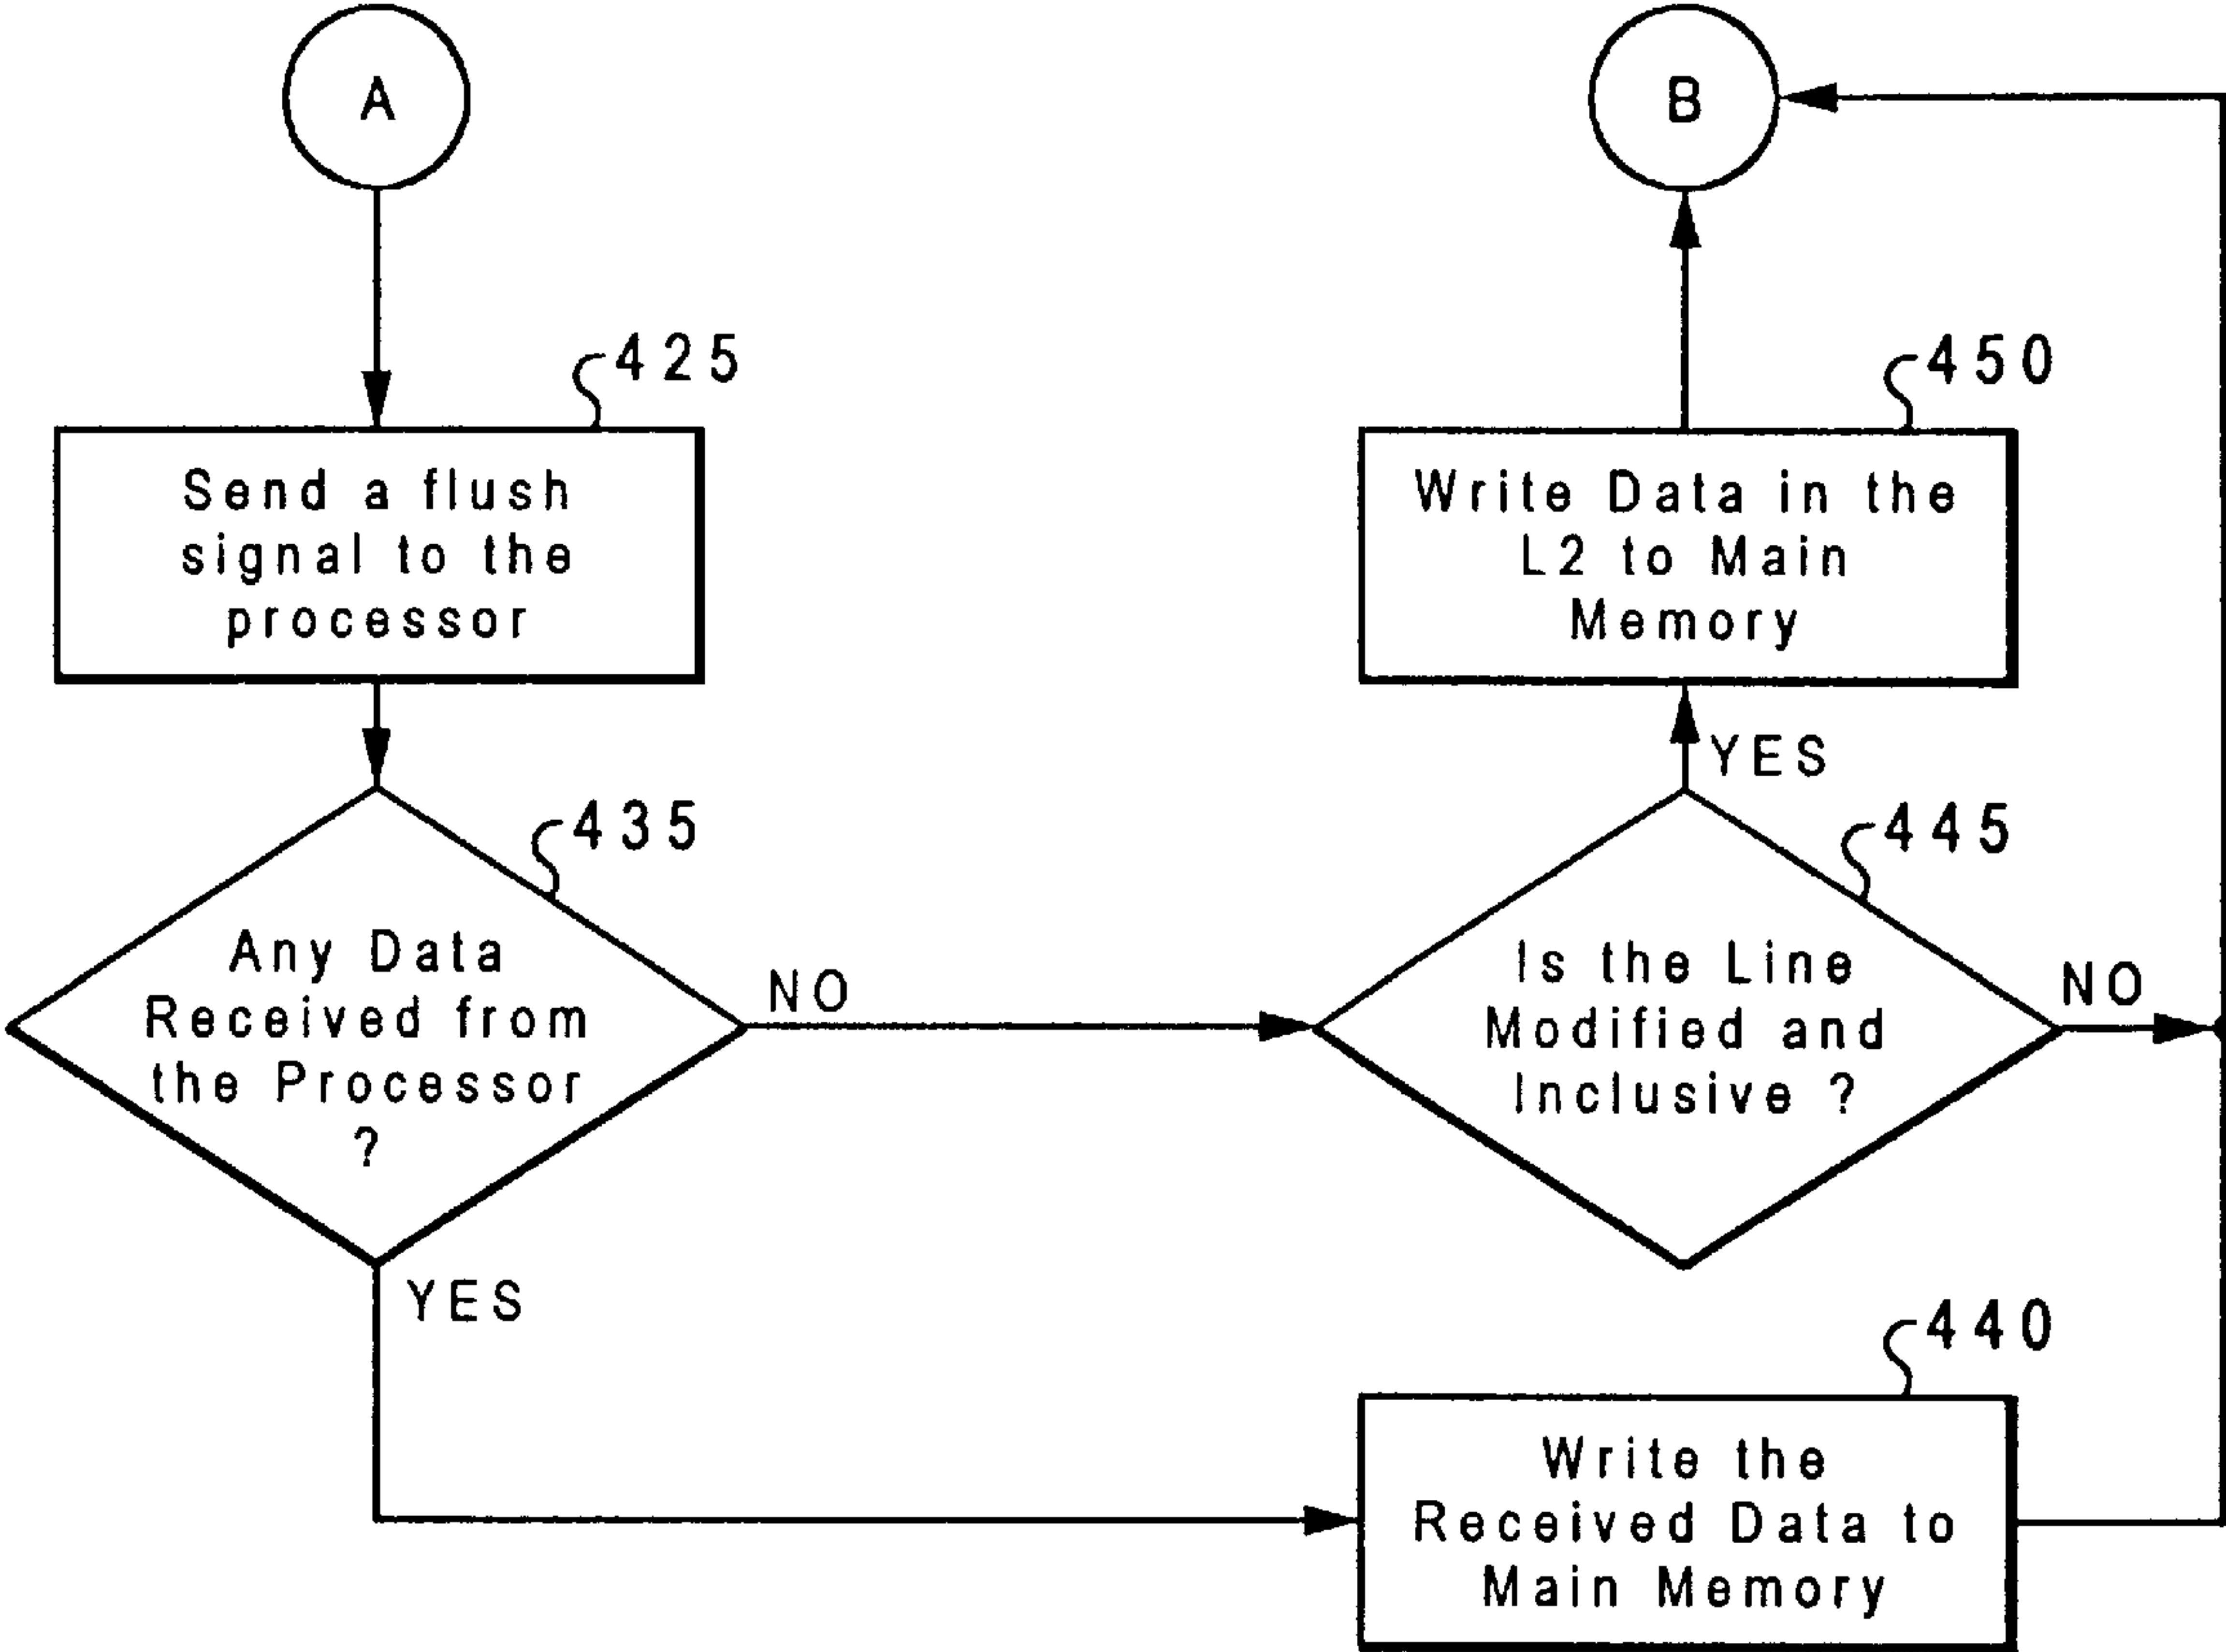 A
B
425
Send a flush
signal to the
processor
450
Write Data in the
L2 to Main
Memory
YES
435
Any Data
Received from
the Processor
?
NO
445
Is the Line
Modified and
Inclusive ?
NO
YES
440
Write the
Received Data to
Main Memory